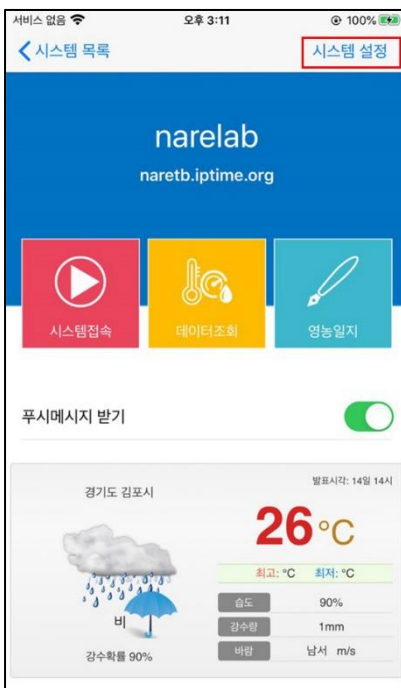 서비스 없음 오후 3:11 100%
시스템 목록 시스템 설정
narelab
naretb.iptime.org
시스템접속 데이터조회 영농일지
푸시메시지 받기
발표시각: 14일 14시
경기도 김포시
26°C
최고: °C 최저: °C
비
습도 90%
강수량 1mm
바람 남서 m/s
강수확률 90%